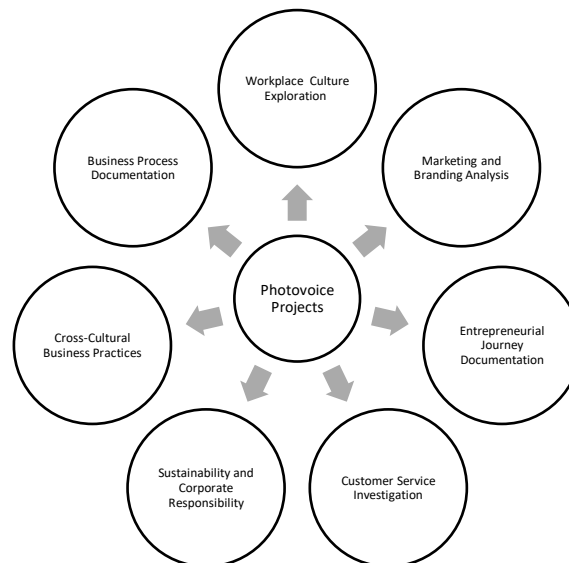 Workplace Culture
Exploration
Marketing and
Branding Analysis
Entrepreneurial
Journey
Documentation
Customer Service
Investigation
Sustainability and
Corporate
Responsibility
Cross-Cultural
Business Practices
Business Process
Documentation
Photovoice
Projects